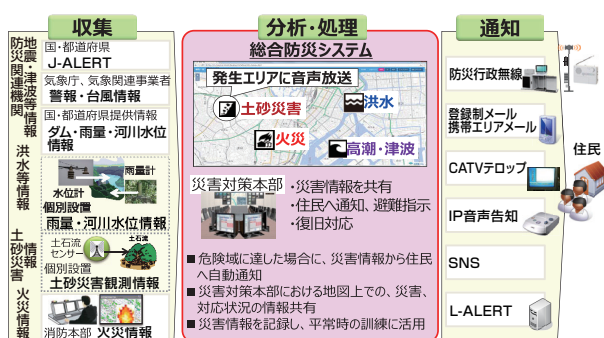 収集
地震・津波等情報
防災関連機関
国・都道府県
J-ALERT
気象庁、気象関連事業者
警報・台風情報
国・都道府県提供情報
ダム・雨量・河川水位
情報
洪水等情報
雨量計
水位計
個別設置
雨量・河川水位情報
土砂災害
情報
土石流
センサー
土石流
個別設置
土砂災害観測情報
火災情報
消防本部 火災情報
分析・処理
総合防災システム
発生エリアに音声放送
土砂災害
洪水
火災
高潮・津波
災害対策本部
・災害情報を共有
・住民へ通知、避難指示
・復旧対応
■ 危険域に達した場合に、災害情報から住民
へ自動通知
■ 災害対策本部における地図上での、災害、
対応状況の情報共有
■ 災害情報を記録し、平常時の訓練に活用
通知
防災行政無線
登録制メール
携帯エリアメール
CATVテロップ
IP音声告知
SNS
L-ALERT
住民